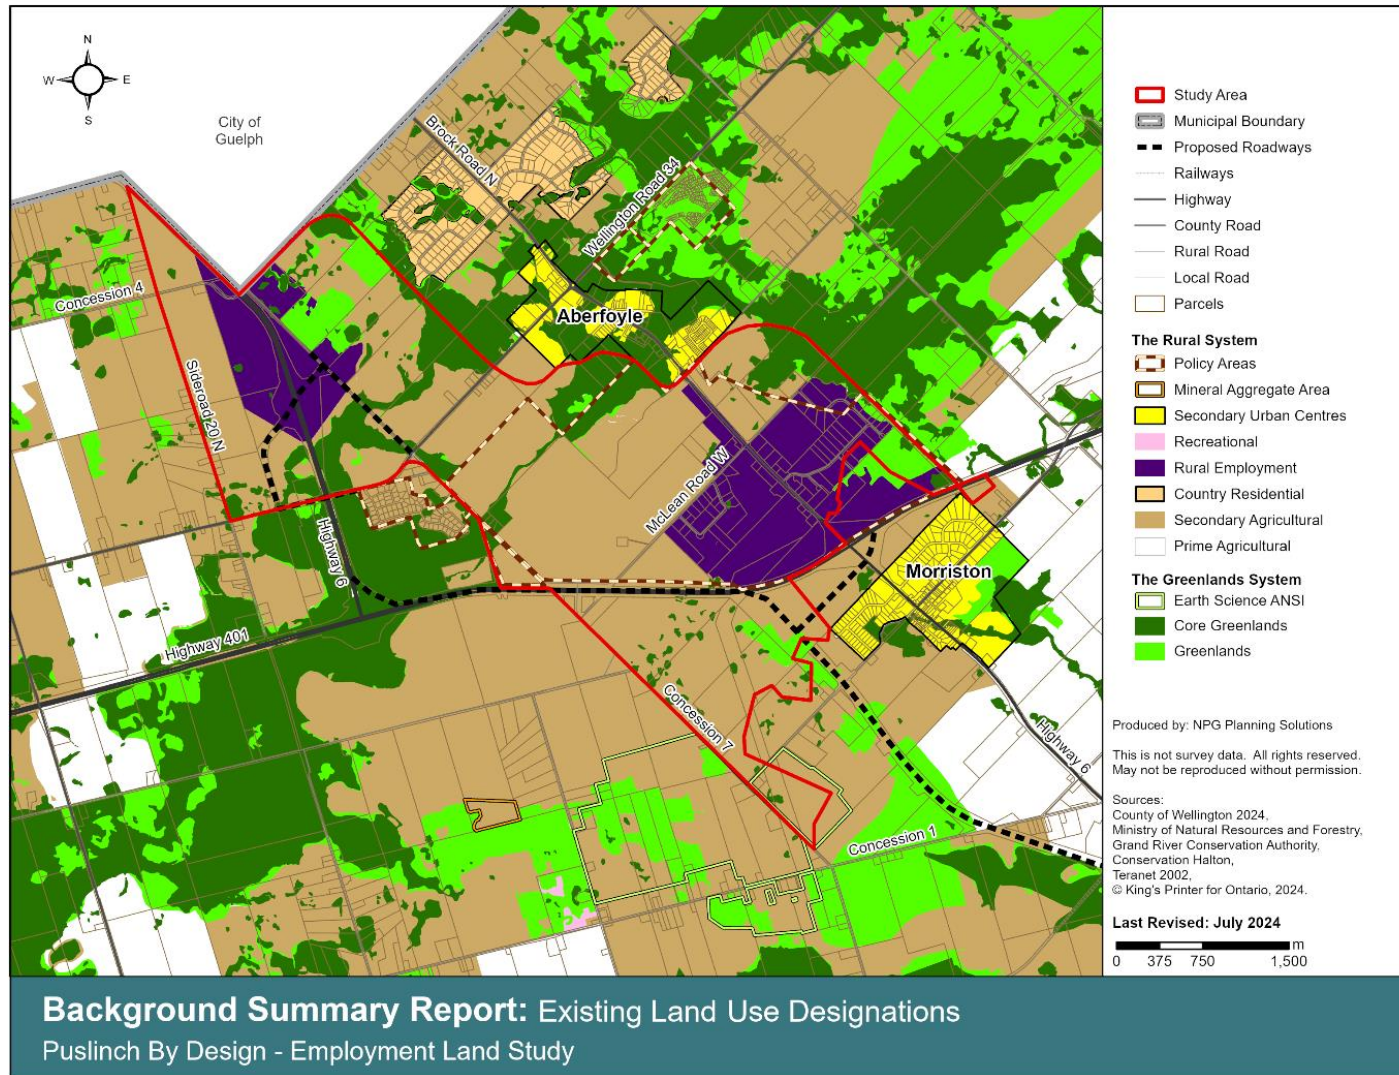 N
W
E
S
City of
Guelph
Brock Road N
Wellington Road 34
Concession 4
Aberfoyle
Sideroad 20 N
McLean Road W
Highway 6
Morriston
Highway 401
Concession 7
Highway 6
Concession 1
Study Area
Municipal Boundary
Proposed Roadways
Railways
Highway
County Road
Rural Road
Local Road
Parcels
The Rural System
Policy Areas
Mineral Aggregate Area
Secondary Urban Centres
Recreational
Rural Employment
Country Residential
Secondary Agricultural
Prime Agricultural
The Greenlands System
Earth Science ANSI
Core Greenlands
Greenlands
Produced by: NPG Planning Solutions
This is not survey data. All rights reserved.
May not be reproduced without permission.
Sources:
County of Wellington 2024,
Ministry of Natural Resources and Forestry,
Grand River Conservation Authority,
Conservation Halton,
Teranet 2002,
© King's Printer for Ontario, 2024.
Last Revised: July 2024
m
0 375 750 1,500
Background Summary Report: Existing Land Use Designations
Puslinch By Design - Employment Land Study